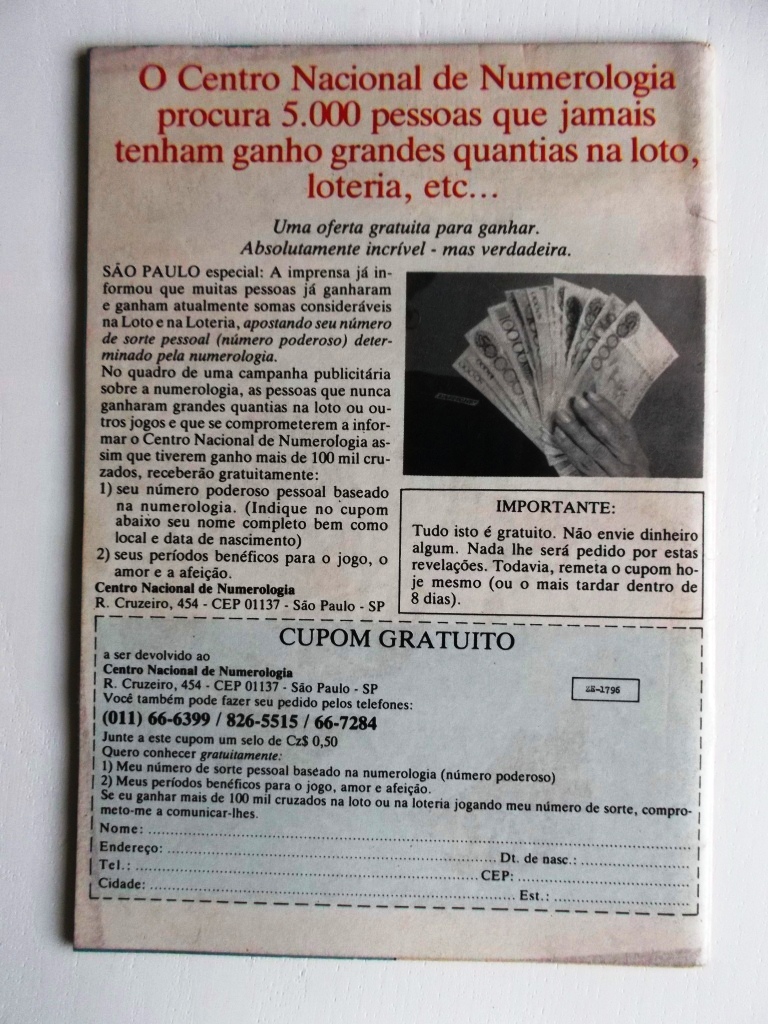 O Centro Nacional de Numerologia
procura 5.000 pessoas que jamais
tenham ganho grandes quantias na loto,
loteria, etc...
Uma oferta gratuita para ganhar.
Absolutamente incrível - mas verdadeira.
SÃO PAULO especial: A imprensa já in-
formou que muitas pessoas já ganharam
e ganham atualmente somas consideráveis
na Loto e na Loteria, apostando seu número
de sorte pessoal (número poderoso) deter-
minado pela numerologia.
No quadro de uma campanha publicitária
sobre a numerologia, as pessoas que nunca
ganharam grandes quantias na loto ou ou-
tros jogos e que se comprometerem a infor-
mar o Centro Nacional de Numerologia as-
sim que tiverem ganho mais de 100 mil cru-
zados, receberão gratuitamente:
1) seu número poderoso pessoal baseado
na numerologia. (Indique no cupom
abaixo seu nome completo bem como
local e data de nascimento)
2) seus períodos benéficos para o jogo, o
amor e a afeição.
Centro Nacional de Numerologia
R. Cruzeiro, 454 - CEP 01137 - São Paulo - SP
IMPORTANTE:
Tudo isto é gratuito. Não envie dinheiro
algum. Nada lhe será pedido por estas
revelações. Todavia, remeta o cupom ho-
je mesmo (ou o mais tardar dentro de
8 dias).
CUPOM GRATUITO
a ser devolvido ao
Centro Nacional de Numerologia
R. Cruzeiro, 454 - CEP 01137 - São Paulo - SP
Você também pode fazer seu pedido pelos telefones:
(011) 66-6399 / 826-5515 / 66-7284
Junte a este cupom um selo de Cz$ 0,50
Quero conhecer gratuitamente:
1) Meu número de sorte pessoal baseado na numerologia (número poderoso)
2) Meus períodos benéficos para o jogo, amor e afeição.
Se eu ganhar mais de 100 mil cruzados na loto ou na loteria jogando meu número de sorte, compro-
meto-me a comunicar-lhes.
Nome:
Endereço: Dt. de nasc.:
Tel.: CEP:
Cidade: Est.: